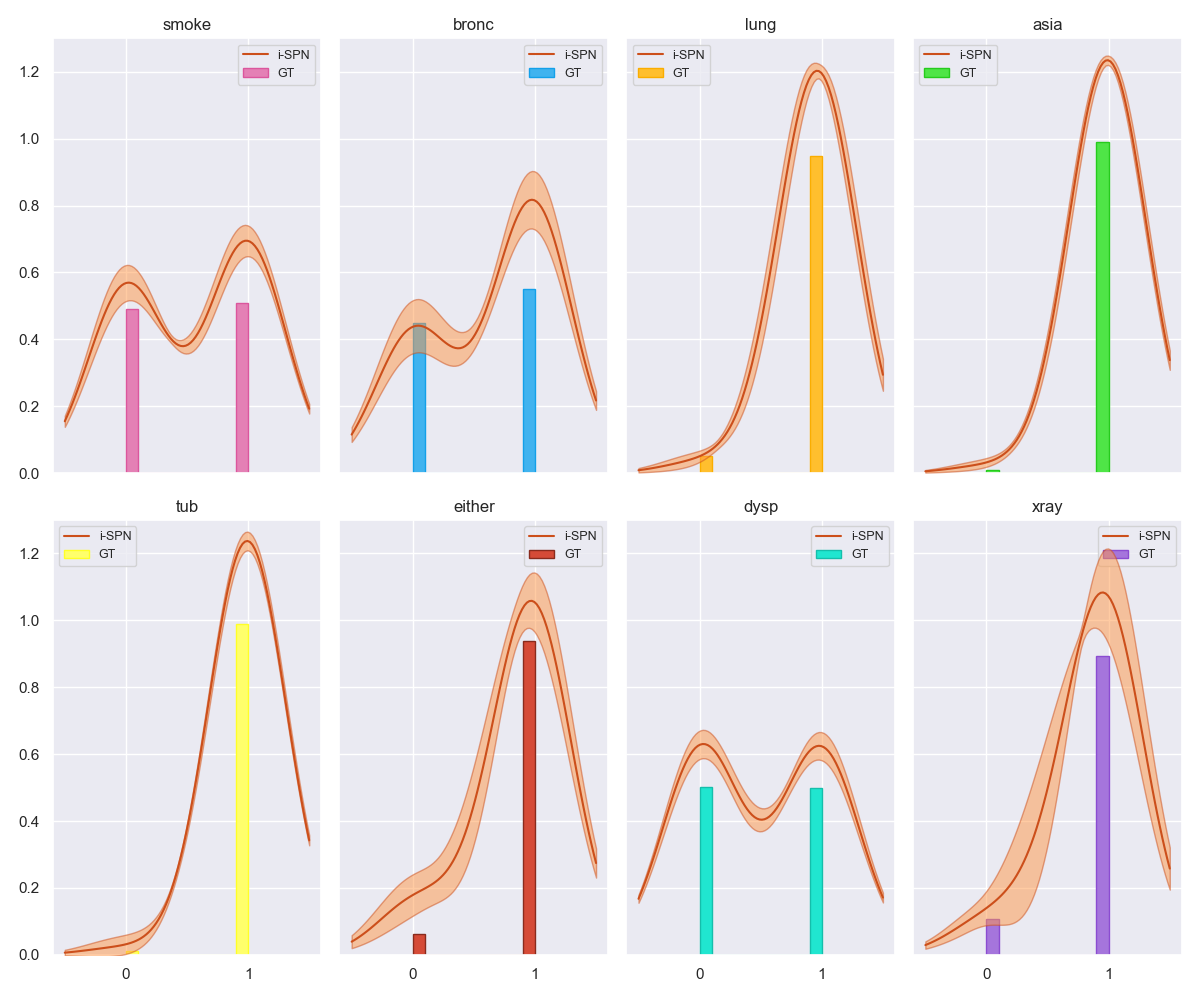 smoke
bronc
lung
asia
i-SPN
GT
i-SPN
GT
i-SPN
GT
i-SPN
GT
1.2
1.0
0.8
0.6
0.4
0.2
0.0
tub
either
dysp
xray
i-SPN
GT
i-SPN
GT
i-SPN
GT
i-SPN
GT
1.2
1.0
0.8
0.6
0.4
0.2
0.0
0 1
0 1
0 1
0 1